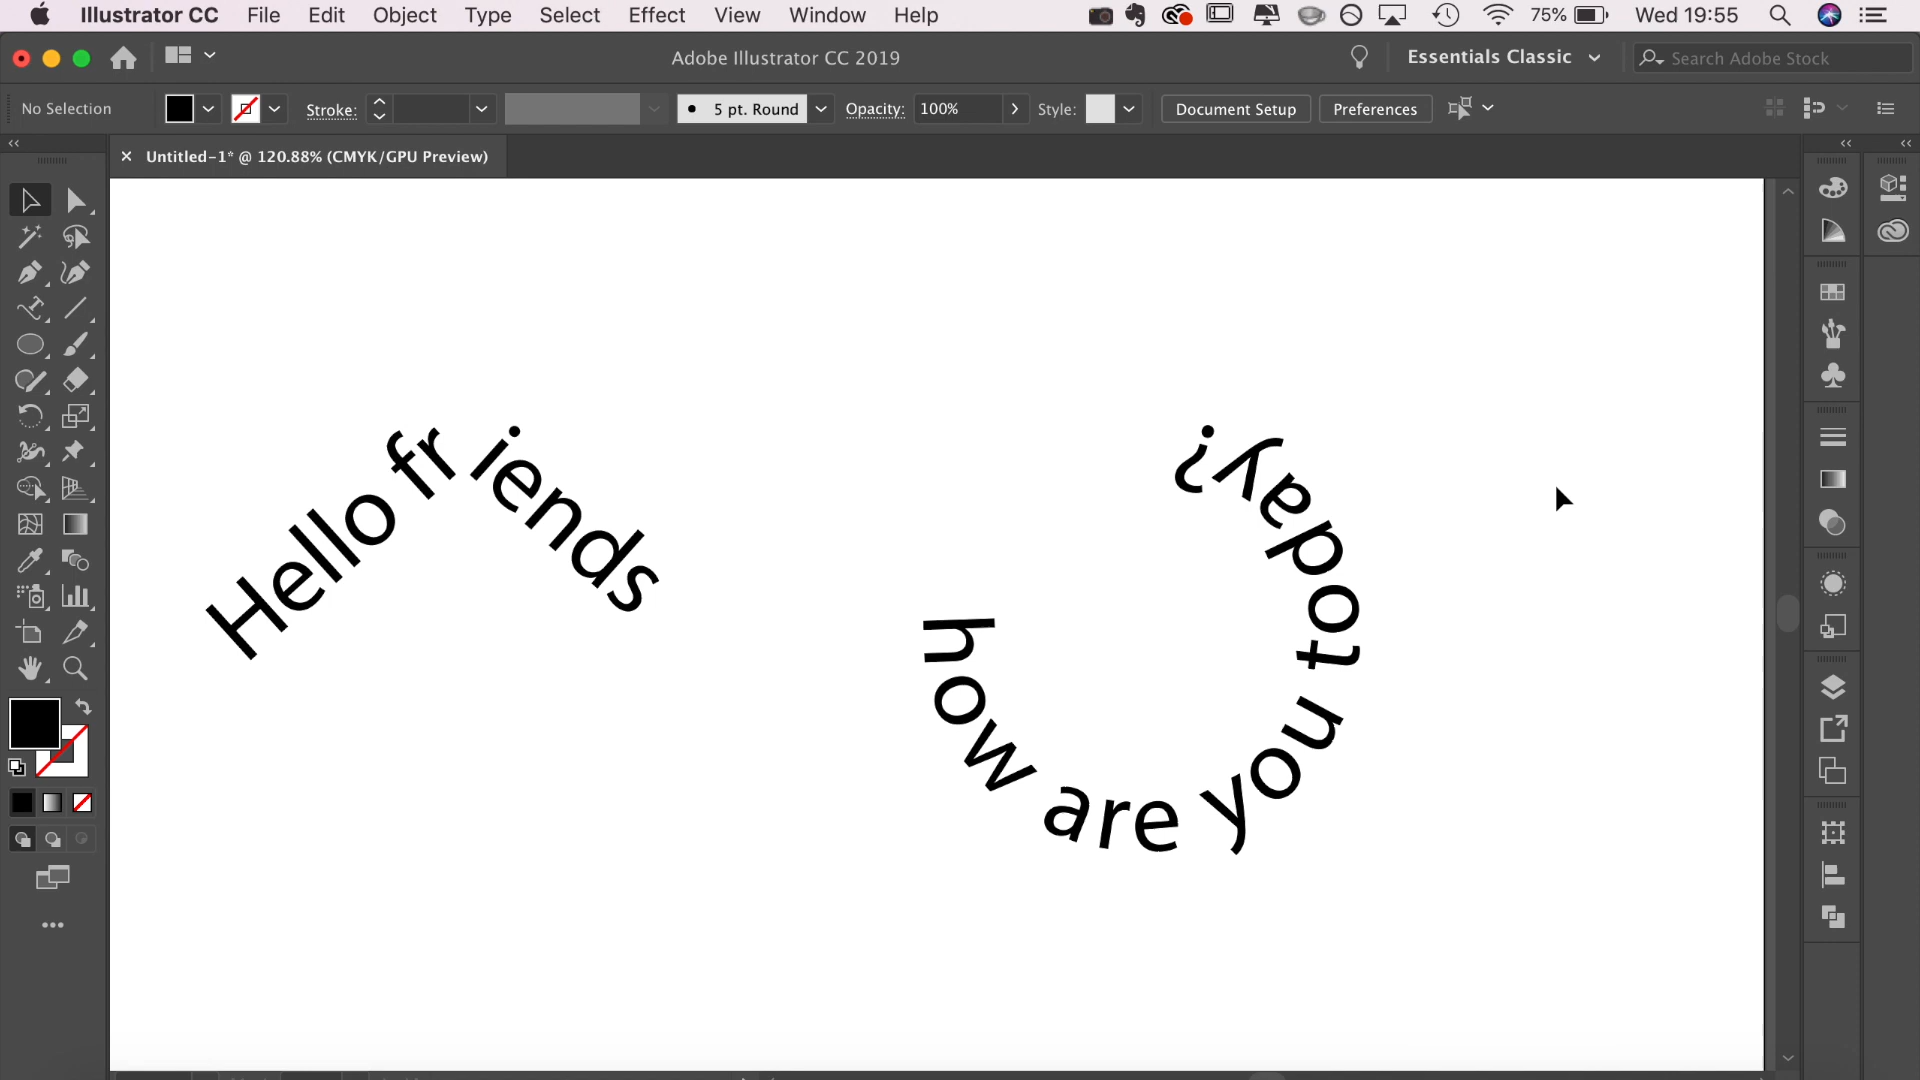 Illustrator CC File Edit Object Type Select Effect View Window Help 75% Wed 19:55
Adobe Illustrator CC 2019 Essentials Classic Search Adobe Stock
No Selection Stroke: 5 pt. Round Opacity: 100% Style: Document Setup Preferences
Untitled-1* @ 120.88% (CMYK/GPU Preview)
Hello fr iends
how are you today?